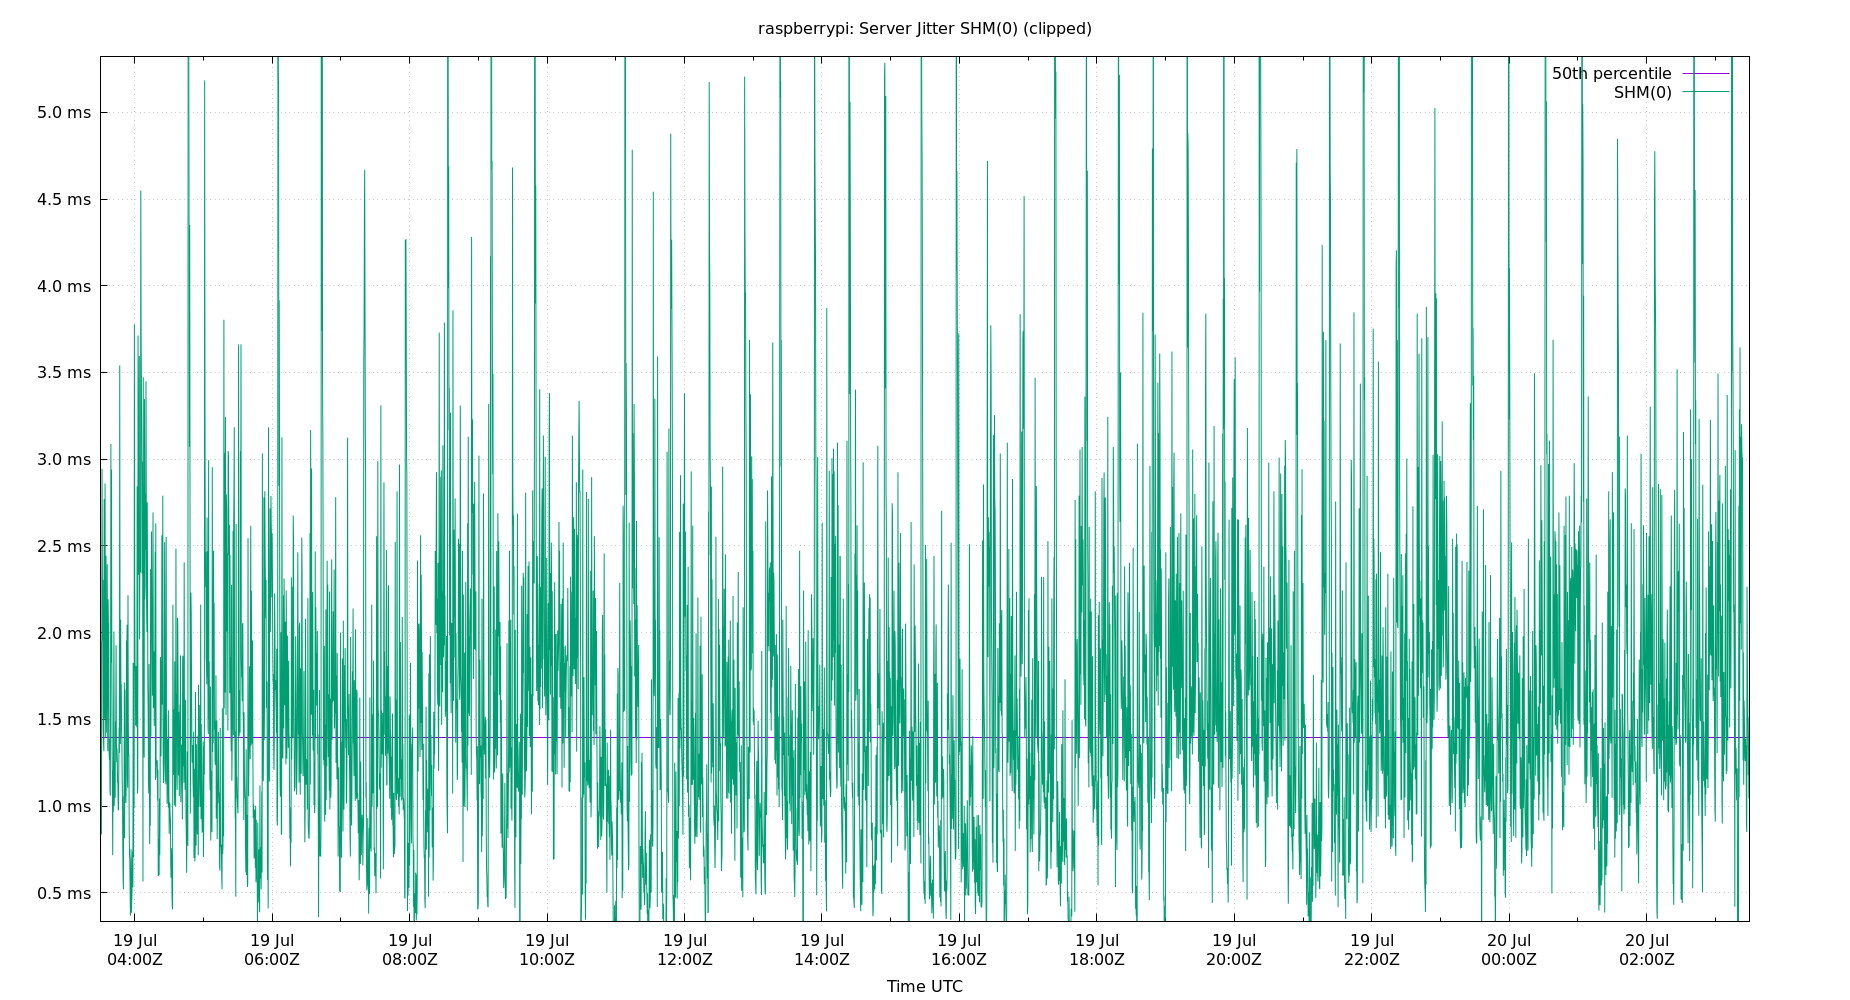 raspberrypi: Server Jitter SHM(0) (clipped)
50th percentile
SHM(0)
5.0 ms
4.5 ms
4.0 ms
3.5 ms
3.0 ms
2.5 ms
2.0 ms
1.5 ms
1.0 ms
0.5 ms
19 Jul 19 Jul 19 Jul 19 Jul 19 Jul 19 Jul 19 Jul 19 Jul 19 Jul 19 Jul 20 Jul 20 Jul
04:00Z 06:00Z 08:00Z 10:00Z 12:00Z 14:00Z 16:00Z 18:00Z 20:00Z 22:00Z 00:00Z 02:00Z
Time UTC